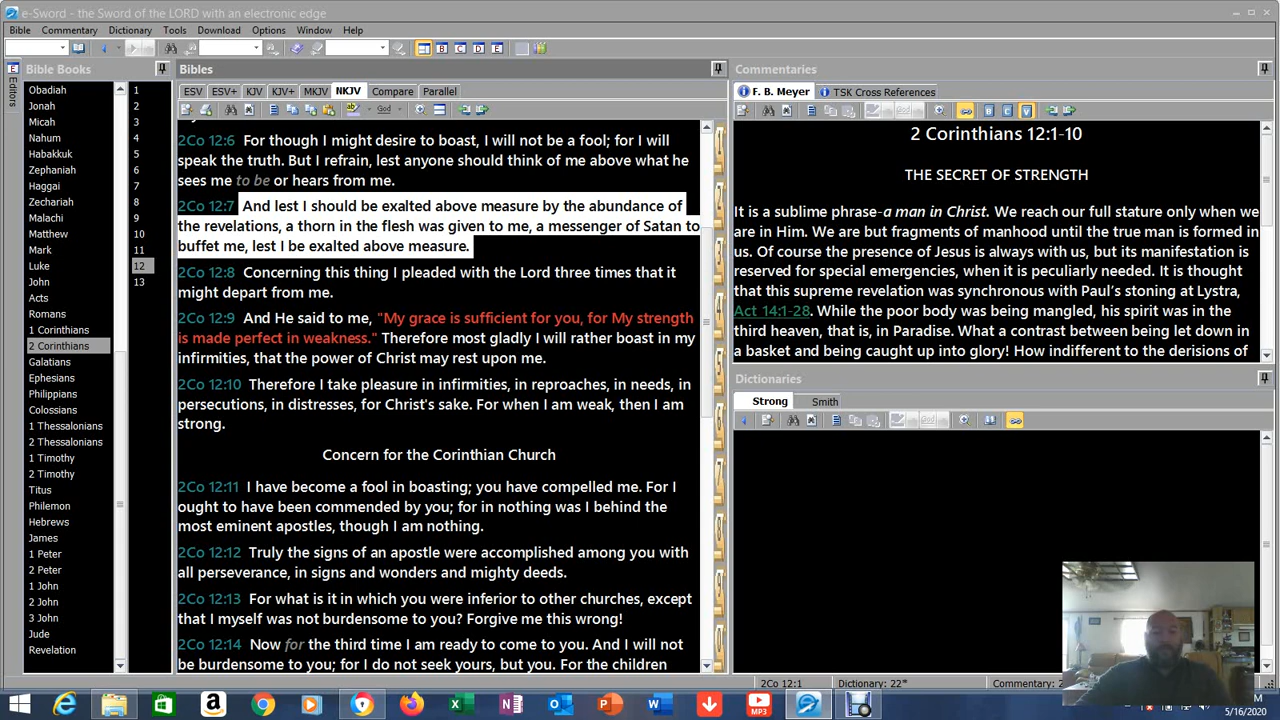 e-Sword - the Sword of the LORD with an electronic edge
Bible Commentary Dictionary Tools Download Options Window Help
B C D E
Editors
Bible Books
Obadiah
Jonah
Micah
Nahum
Habakkuk
Zephaniah
Haggai
Zechariah
Malachi
Matthew
Mark
Luke
John
Acts
Romans
1 Corinthians
2 Corinthians
Galatians
Ephesians
Philippians
Colossians
1 Thessalonians
2 Thessalonians
1 Timothy
2 Timothy
Titus
Philemon
Hebrews
James
1 Peter
2 Peter
1 John
2 John
3 John
Jude
Revelation
1
2
3
4
5
6
7
8
9
10
11
12
13
Bibles
ESV ESV+ KJV KJV+ MKJV NKJV Compare Parallel
God
2Co 12:6 For though I might desire to boast, I will not be a fool; for I will
speak the truth. But I refrain, lest anyone should think of me above what he
sees me to be or hears from me.
2Co 12:7 And lest I should be exalted above measure by the abundance of
the revelations, a thorn in the flesh was given to me, a messenger of Satan to
buffet me, lest I be exalted above measure.
2Co 12:8 Concerning this thing I pleaded with the Lord three times that it
might depart from me.
2Co 12:9 And He said to me, "My grace is sufficient for you, for My strength
is made perfect in weakness." Therefore most gladly I will rather boast in my
infirmities, that the power of Christ may rest upon me.
2Co 12:10 Therefore I take pleasure in infirmities, in reproaches, in needs, in
persecutions, in distresses, for Christ's sake. For when I am weak, then I am
strong.
Concern for the Corinthian Church
2Co 12:11 I have become a fool in boasting; you have compelled me. For I
ought to have been commended by you; for in nothing was I behind the
most eminent apostles, though I am nothing.
2Co 12:12 Truly the signs of an apostle were accomplished among you with
all perseverance, in signs and wonders and mighty deeds.
2Co 12:13 For what is it in which you were inferior to other churches, except
that I myself was not burdensome to you? Forgive me this wrong!
2Co 12:14 Now for the third time I am ready to come to you. And I will not
be burdensome to you; for I do not seek yours, but you. For the children
Commentaries
F. B. Meyer TSK Cross References
God B C V
2 Corinthians 12:1-10
THE SECRET OF STRENGTH
It is a sublime phrase-a man in Christ. We reach our full stature only when we
are in Him. We are but fragments of manhood until the true man is formed in
us. Of course the presence of Jesus is always with us, but its manifestation is
reserved for special emergencies, when it is peculiarly needed. It is thought
that this supreme revelation was synchronous with Paul's stoning at Lystra,
Act 14:1-28. While the poor body was being mangled, his spirit was in the
third heaven, that is, in Paradise. What a contrast between being let down in
a basket and being caught up into glory! How indifferent to the derisions of
Dictionaries
Strong Smith
God
2Co 12:1 Dictionary: 22* Commentary: 2
MP3
M
5/16/2020